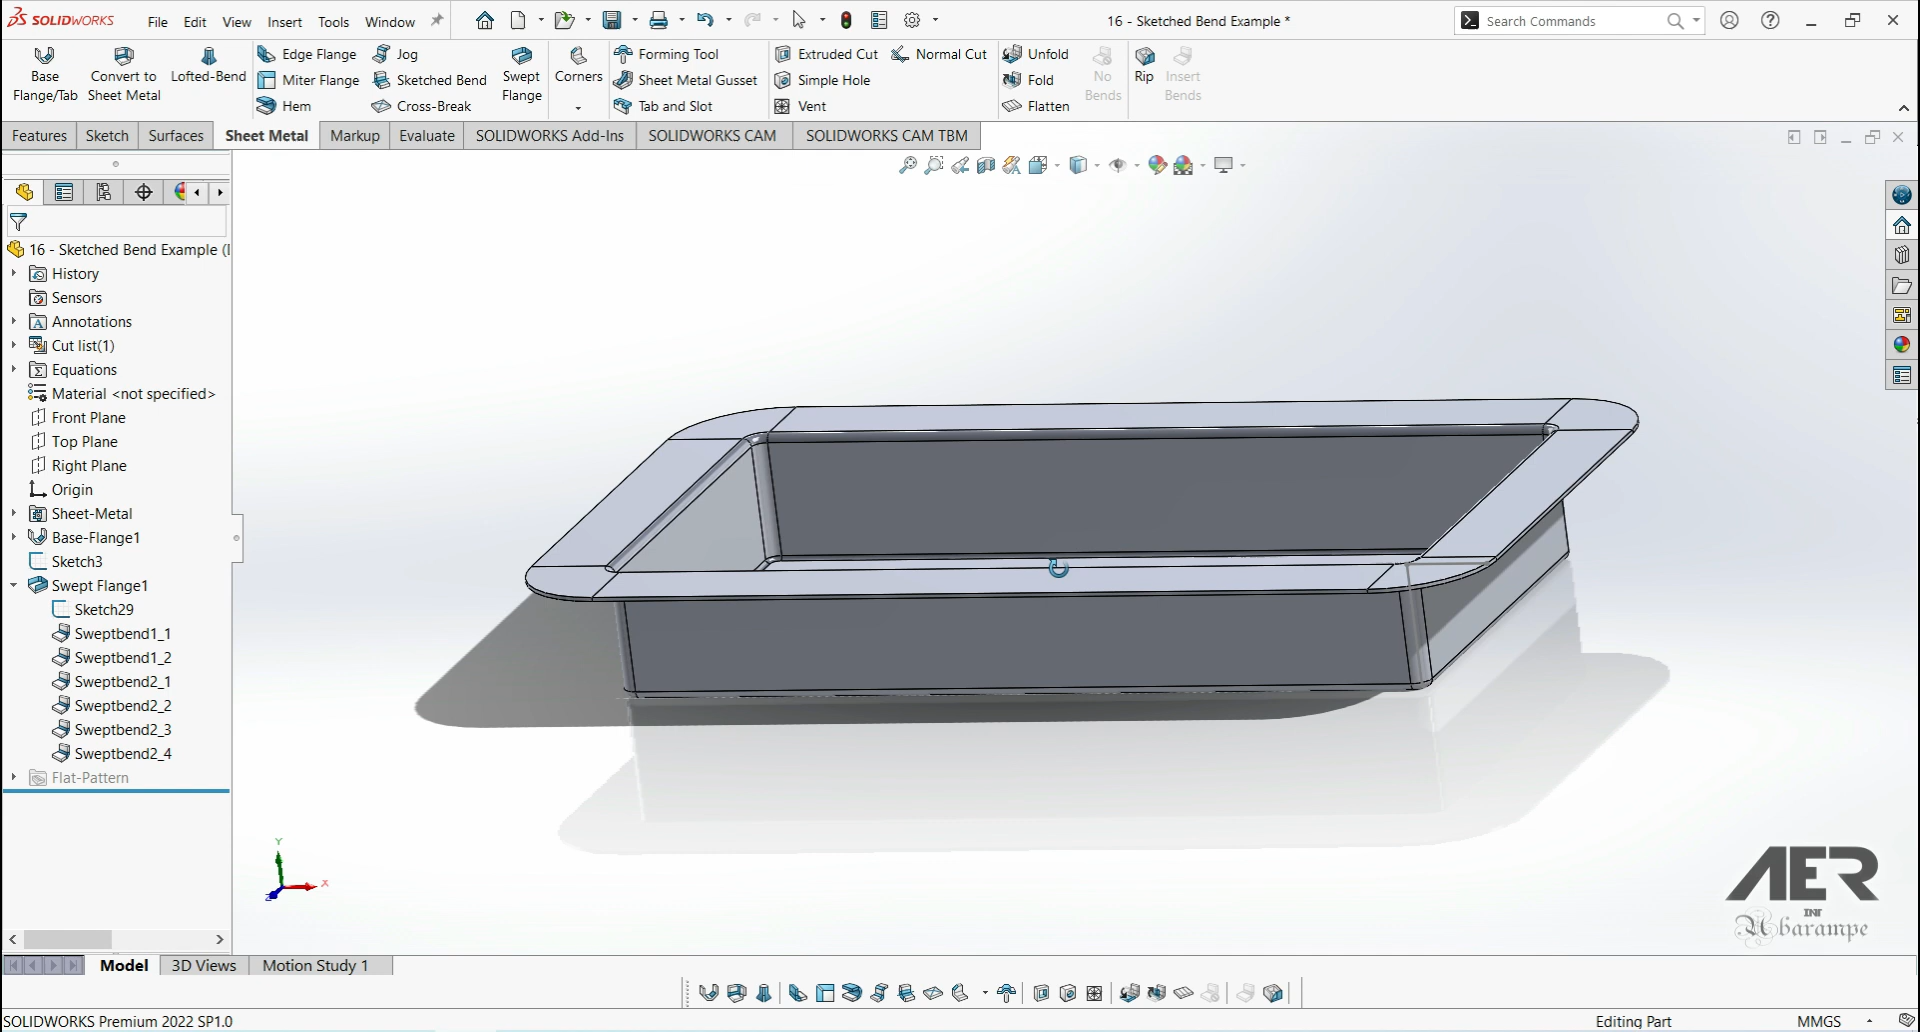 SOLIDWORKS File Edit View Insert Tools Window
16 - Sketched Bend Example *
Search Commands
Base Flange/Tab
Convert to Sheet Metal
Lofted-Bend
Edge Flange
Miter Flange
Hem
Jog
Sketched Bend
Cross-Break
Swept Flange
Corners
Forming Tool
Sheet Metal Gusset
Tab and Slot
Extruded Cut
Simple Hole
Vent
Normal Cut
Unfold
Fold
Flatten
No Bends
Rip
Insert Bends
Features Sketch Surfaces Sheet Metal Markup Evaluate SOLIDWORKS Add-Ins SOLIDWORKS CAM SOLIDWORKS CAM TBM
16 - Sketched Bend Example (
History
Sensors
Annotations
Cut list(1)
Equations
Material <not specified>
Front Plane
Top Plane
Right Plane
Origin
Sheet-Metal
Base-Flange1
Sketch3
Swept Flange1
Sketch29
Sweptbend1_1
Sweptbend1_2
Sweptbend2_1
Sweptbend2_2
Sweptbend2_3
Sweptbend2_4
Flat-Pattern
Y
X
Z
AER
INF
Abarampe
Model 3D Views Motion Study 1
SOLIDWORKS Premium 2022 SP1.0
Editing Part
MMGS